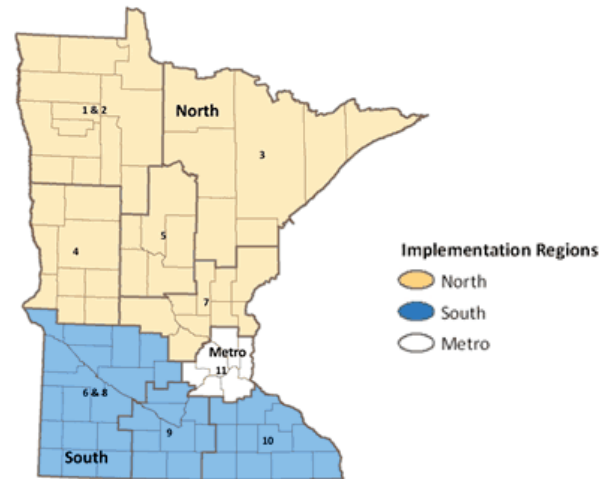 1 & 2
North
3
5
4
7
Metro
11
6 & 8
9
10
South
Implementation Regions
North
South
Metro